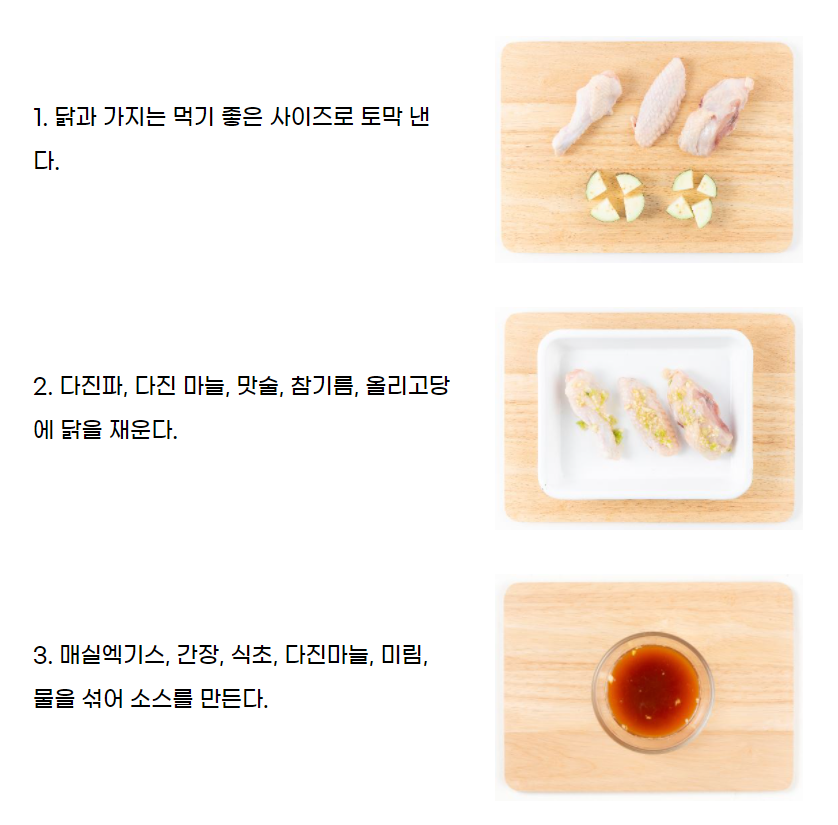 1. 닭과 가지는 먹기 좋은 사이즈로 토막 낸
다.
2. 다진파, 다진 마늘, 맛술, 참기름, 올리고당
에 닭을 재운다.
3. 매실엑기스, 간장, 식초, 다진마늘, 미림,
물을 섞어 소스를 만든다.